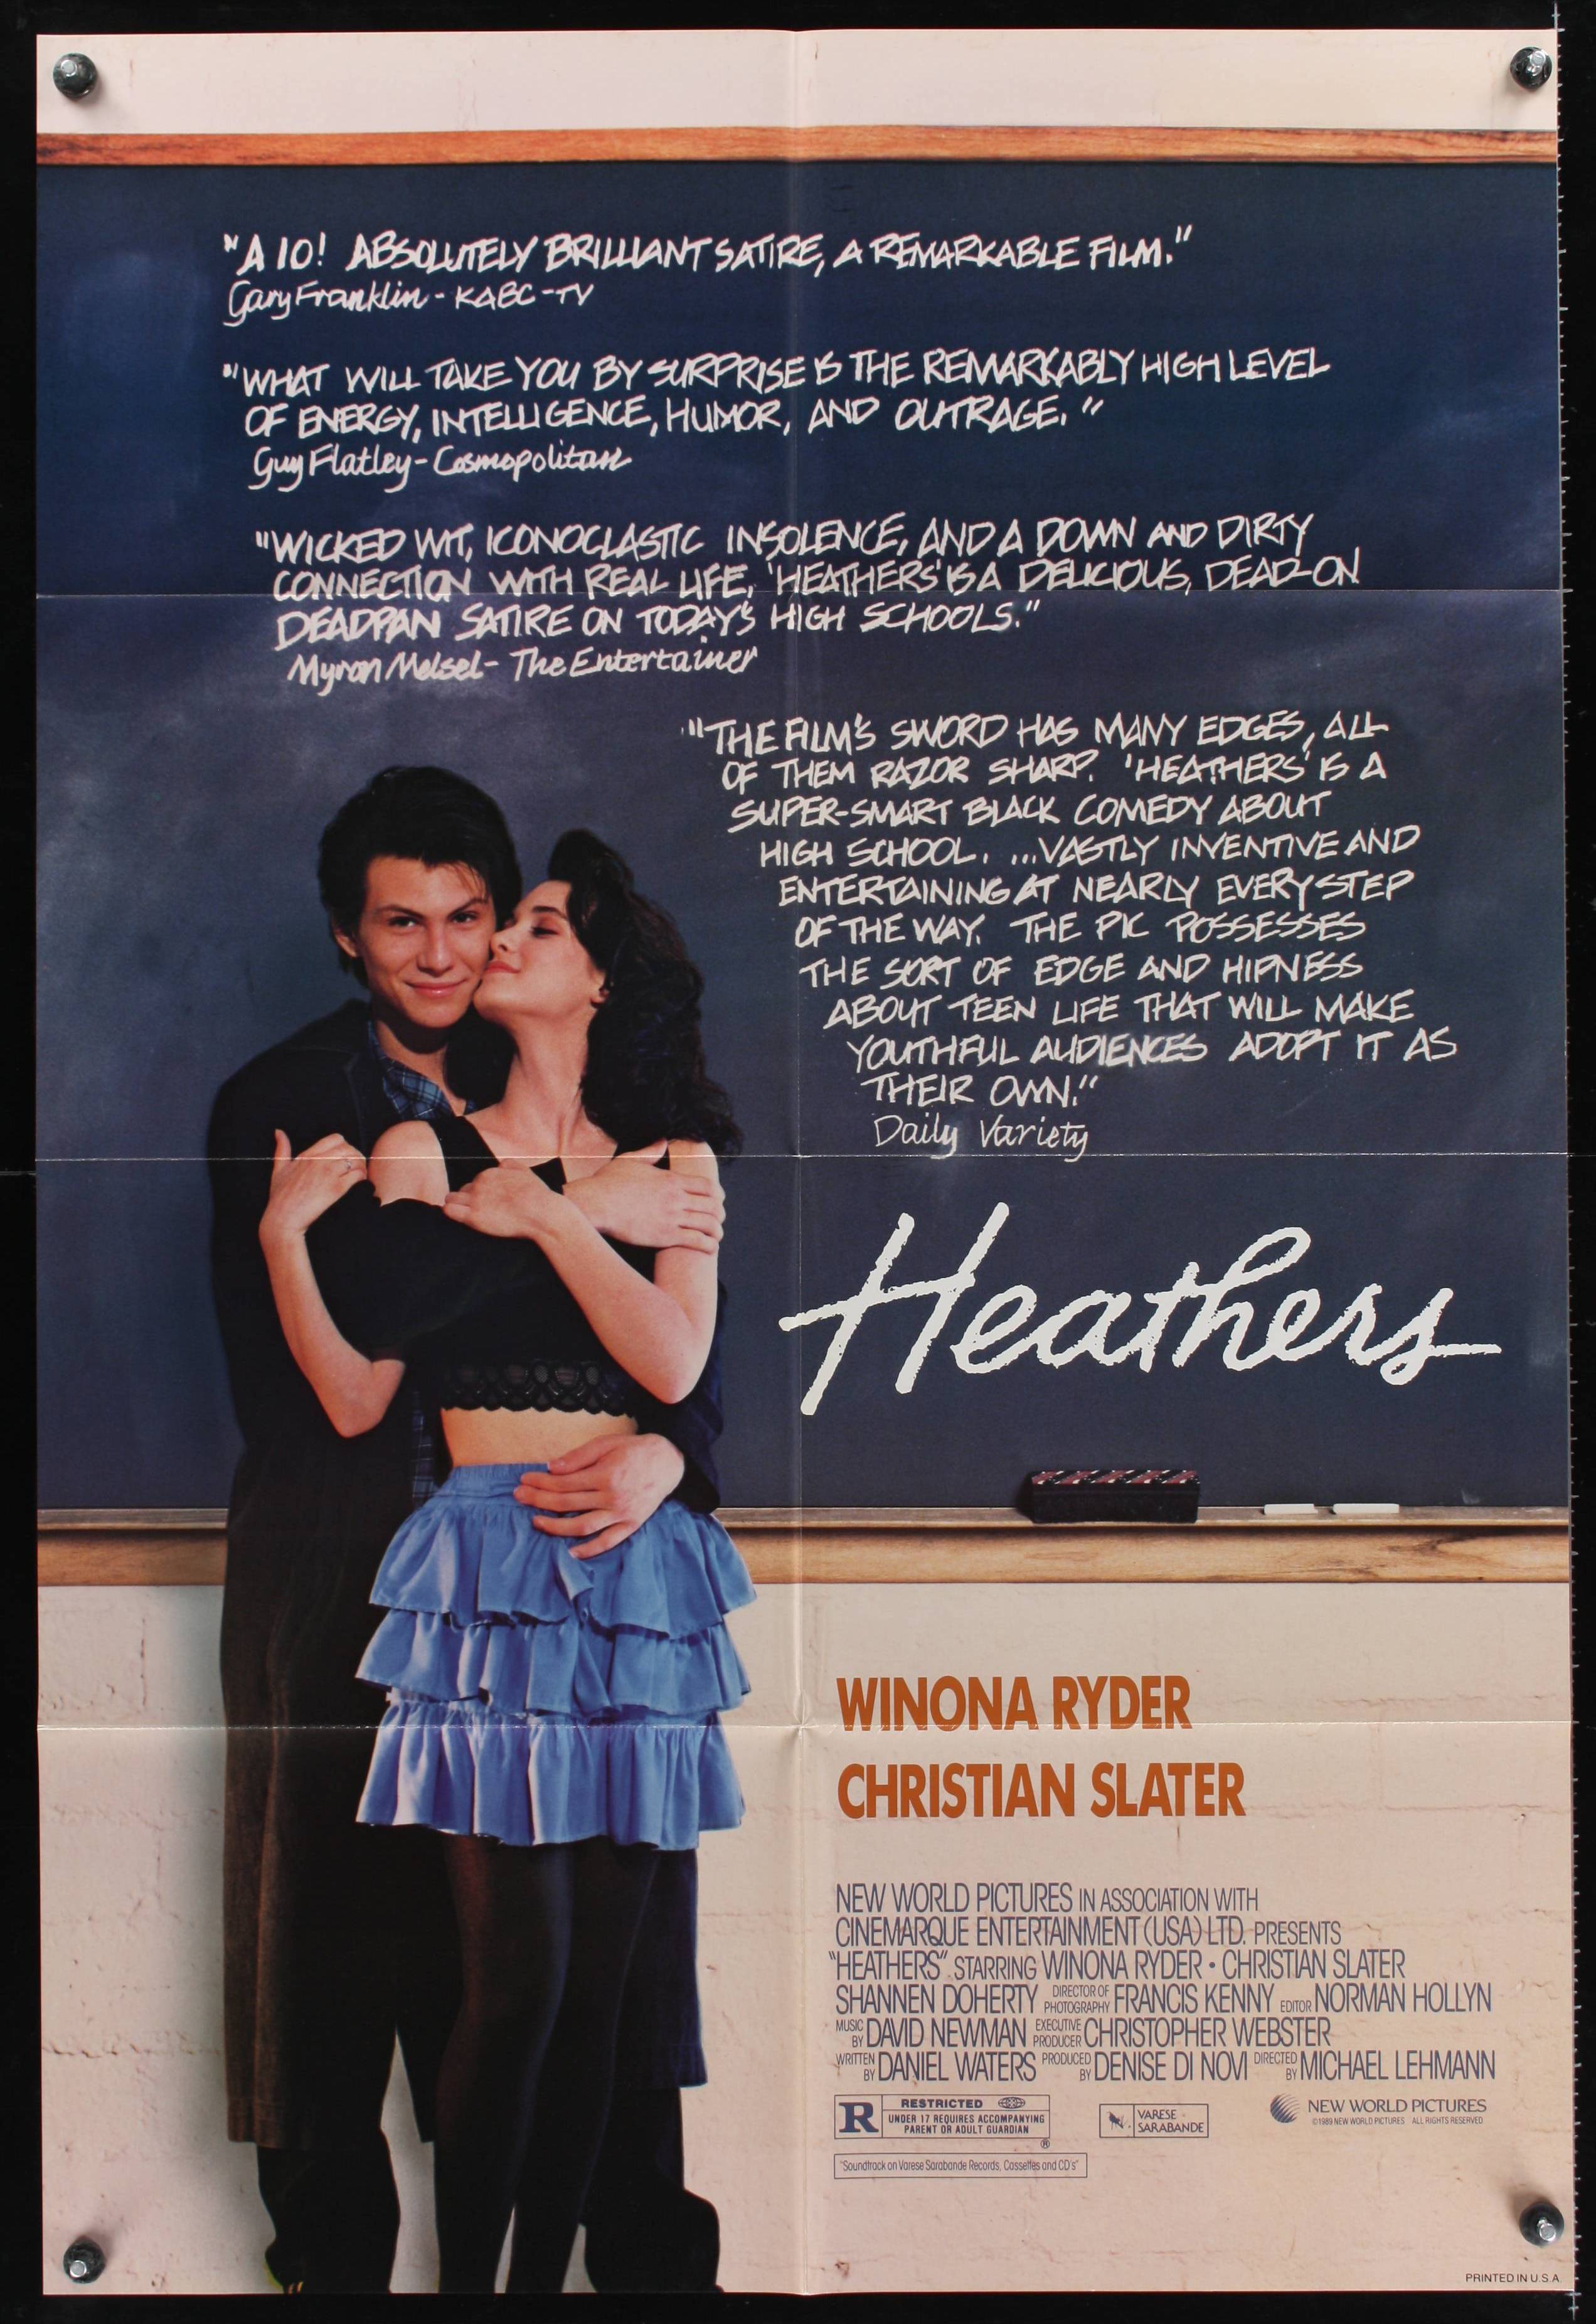 "A 10! ABSOLUTELY BRILLIANT SATIRE, A REMARKABLE FILM."
Gary Franklin - KABC-TV
"WHAT WILL TAKE YOU BY SURPRISE IS THE REMARKABLY HIGH LEVEL
OF ENERGY, INTELLIGENCE, HUMOR, AND OUTRAGE."
Guy Flatley - Cosmopolitan
"WICKED WIT, ICONOCLASTIC INSOLENCE, AND A DOWN AND DIRTY
CONNECTION WITH REAL LIFE, 'HEATHERS' IS A DELICIOUS, DEAD-ON
DEADPAN SATIRE ON TODAY'S HIGH SCHOOLS."
Myron Meisel - The Entertainer
"THE FILM'S SWORD HAS MANY EDGES, ALL
OF THEM RAZOR SHARP. 'HEATHERS' IS A
SUPER-SMART BLACK COMEDY ABOUT
HIGH SCHOOL. ...VASTLY INVENTIVE AND
ENTERTAINING AT NEARLY EVERY STEP
OF THE WAY. THE PIC POSSESSES
THE SORT OF EDGE AND HIPNESS
ABOUT TEEN LIFE THAT WILL MAKE
YOUTHFUL AUDIENCES ADOPT IT AS
THEIR OWN."
Daily Variety
Heathers
WINONA RYDER
CHRISTIAN SLATER
NEW WORLD PICTURES IN ASSOCIATION WITH
CINEMARQUE ENTERTAINMENT (USA) LTD. PRESENTS
"HEATHERS" STARRING WINONA RYDER • CHRISTIAN SLATER
SHANNEN DOHERTY DIRECTOR OF PHOTOGRAPHY FRANCIS KENNY EDITOR NORMAN HOLLYN
MUSIC BY DAVID NEWMAN EXECUTIVE PRODUCER CHRISTOPHER WEBSTER
WRITTEN BY DANIEL WATERS PRODUCED BY DENISE DI NOVI DIRECTED BY MICHAEL LEHMANN
R RESTRICTED
UNDER 17 REQUIRES ACCOMPANYING
PARENT OR ADULT GUARDIAN
®
VARESE
SARABANDE
NEW WORLD PICTURES
©1989 NEW WORLD PICTURES ALL RIGHTS RESERVED
"Soundtrack on Varese Sarabande Records, Cassettes and CD's"
PRINTED IN U.S.A.